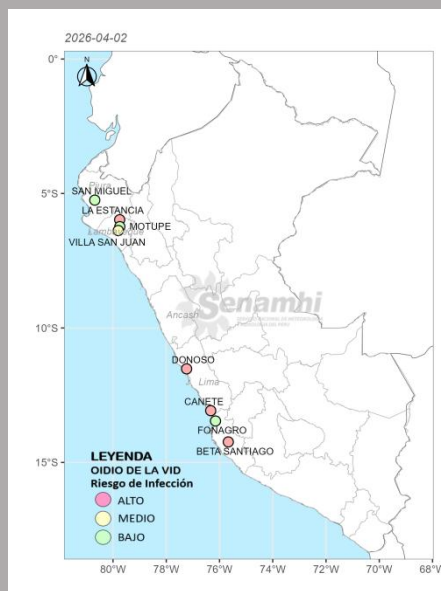 2026-04-02
N
0°
Piura
SAN MIGUEL
5°S
LA ESTANCIA
MOTUPE
Lambayeque
VILLA SAN JUAN
Senamhi
Ancash
10°S
DONOSO
Lima
CANETE
FONAGRO
BETA SANTIAGO
LEYENDA
OIDIO DE LA VID
Riesgo de Infección
ALTO
MEDIO
BAJO
15°S
80°W
78°W
76°W
74°W
72°W
70°W
68°W